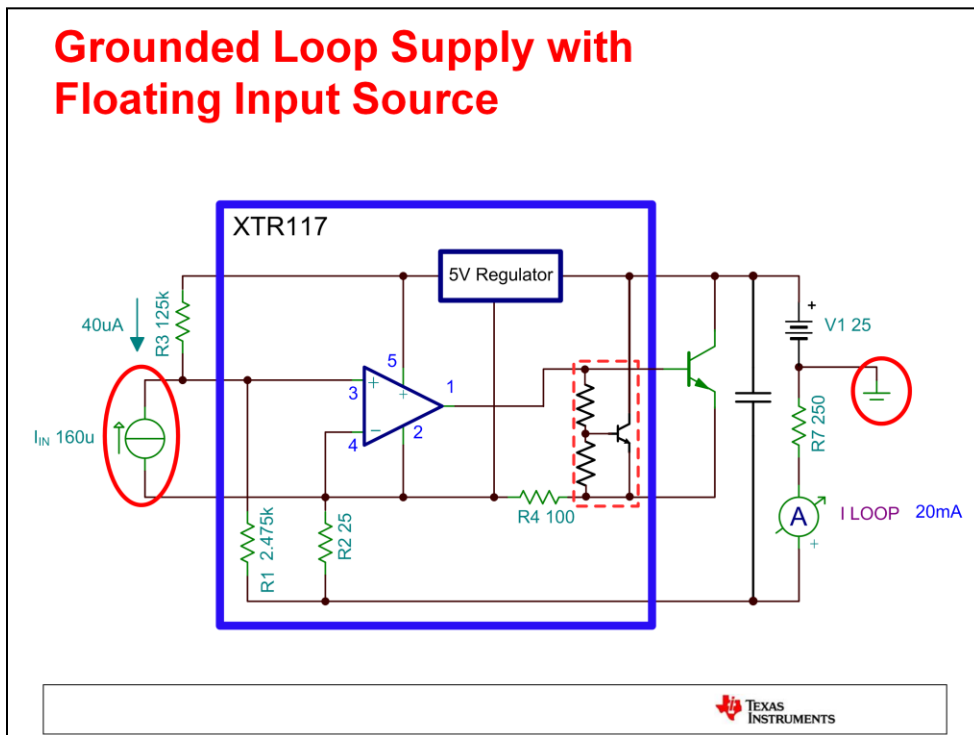 Grounded Loop Supply with
Floating Input Source
XTR117
5V Regulator
40uA
R3 125k
+
V1 25
5
3
+
+
1
4
−
2
I_IN 160u
R7 250
R4 100
A
I LOOP 20mA
+
R1 2.475k
R2 25
TEXAS
INSTRUMENTS